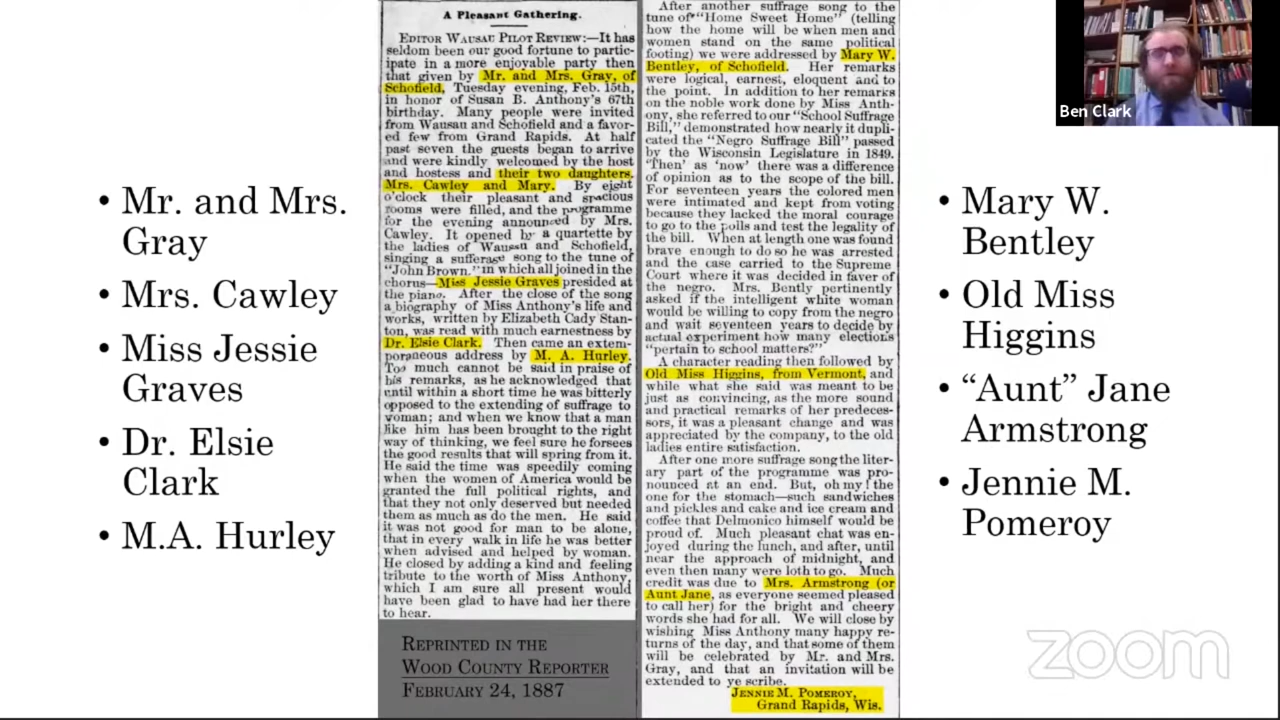 • Mr. and Mrs.
Gray
• Mrs. Cawley
• Miss Jessie
Graves
• Dr. Elsie
Clark
• M.A. Hurley
A Pleasant Gathering.
EDITOR WAUSAU PILOT REVIEW:—It has
seldom been our good fortune to partic-
ipate in a more enjoyable party then
that given by Mr. and Mrs. Gray, of
Schofield, Tuesday evening, Feb. 15th,
in honor of Susan B. Anthony's 67th
birthday. Many people were invited
from Wausau and Schofield and a favor-
ed few from Grand Rapids. At half
past seven the guests began to arrive
and were kindly welcomed by the host
and hostess and their two daughters,
Mrs. Cawley and Mary. By eight
o'clock their pleasant and spacious
rooms were filled, and the programme
for the evening announced by Mrs.
Cawley. It opened by a quartette by
the ladies of Wausau and Schofield,
singing a sufferage song to the tune of
"John Brown," in which all joined in the
chorus—Miss Jessie Graves presided at
the piano. After the close of the song
a biography of Miss Anthony's life and
works, written by Elizabeth Cady Stan-
ton, was read with much earnestness by
Dr. Elsie Clark. Then came an extem-
poraneous address by M. A. Hurley.
Too much cannot be said in praise of
his remarks, as he acknowledged that
until within a short time he was bitterly
opposed to the extending of suffrage to
woman; and when we know that a man
like him has been brought to the right
way of thinking, we feel sure he forsees
the good results that will spring from it.
He said the time was speedily coming
when the women of America would be
granted the full political rights, and
that they not only deserved but needed
them as much as do the men. He said
it was not good for man to be alone,
that in every walk in life he was better
when advised and helped by woman.
He closed by adding a kind and feeling
tribute to the worth of Miss Anthony,
which I am sure all present would
have been glad to have had her there
to hear.
REPRINTED IN THE
WOOD COUNTY REPORTER
FEBRUARY 24, 1887
After another suffrage song to the
tune of "Home Sweet Home" (telling
how the home will be when men and
women stand on the same political
footing) we were addressed by Mary W.
Bentley, of Schofield. Her remarks
were logical, earnest, eloquent and to
the point. In addition to her remarks
on the noble work done by Miss Anth-
ony, she referred to our "School Suffrage
Bill," demonstrated how nearly it dupli-
cated the "Negro Suffrage Bill" passed
by the Wisconsin Legislature in 1849.
'Then' as 'now' there was a difference
of opinion as to the scope of the bill.
For seventeen years the colored men
were intimated and kept from voting
because they lacked the moral courage
to go to the polls and test the legality of
the bill. When at length one was found
brave enough to do so he was arrested
and the case carried to the Supreme
Court where it was decided in favor of
the negro. Mrs. Bently pertinently
asked if the intelligent white woman
would be willing to copy from the negro
and wait seventeen years to decide by
actual experiment how many elections
"pertain to school matters?"
A character reading then followed by
Old Miss Higgins, from Vermont, and
while what she said was meant to be
just as convincing, as the more sound
and practical remarks of her predeces-
sors, it was a pleasant change and was
appreciated by the company, to the old
ladies entire satisfaction.
After one more suffrage song the liter-
ary part of the programme was pro-
nounced at an end. But, oh my! the
one for the stomach—such sandwiches
and pickles and cake and ice cream and
coffee that Delmonico himself would be
proud of. Much pleasant chat was en-
joyed during the lunch, and after, until
near the approach of midnight, and
even then many were loth to go. Much
credit was due to Mrs. Armstrong (or
Aunt Jane, as everyone seemed pleased
to call her) for the bright and cheery
words she had for all. We will close by
wishing Miss Anthony many happy re-
turns of the day, and that some of them
will be celebrated by Mr. and Mrs.
Gray, and that an invitation will be
extended to ye scribe.
JENNIE M. POMEROY,
Grand Rapids, Wis.
• Mary W.
Bentley
• Old Miss
Higgins
• “Aunt” Jane
Armstrong
• Jennie M.
Pomeroy
Ben Clark
zoom